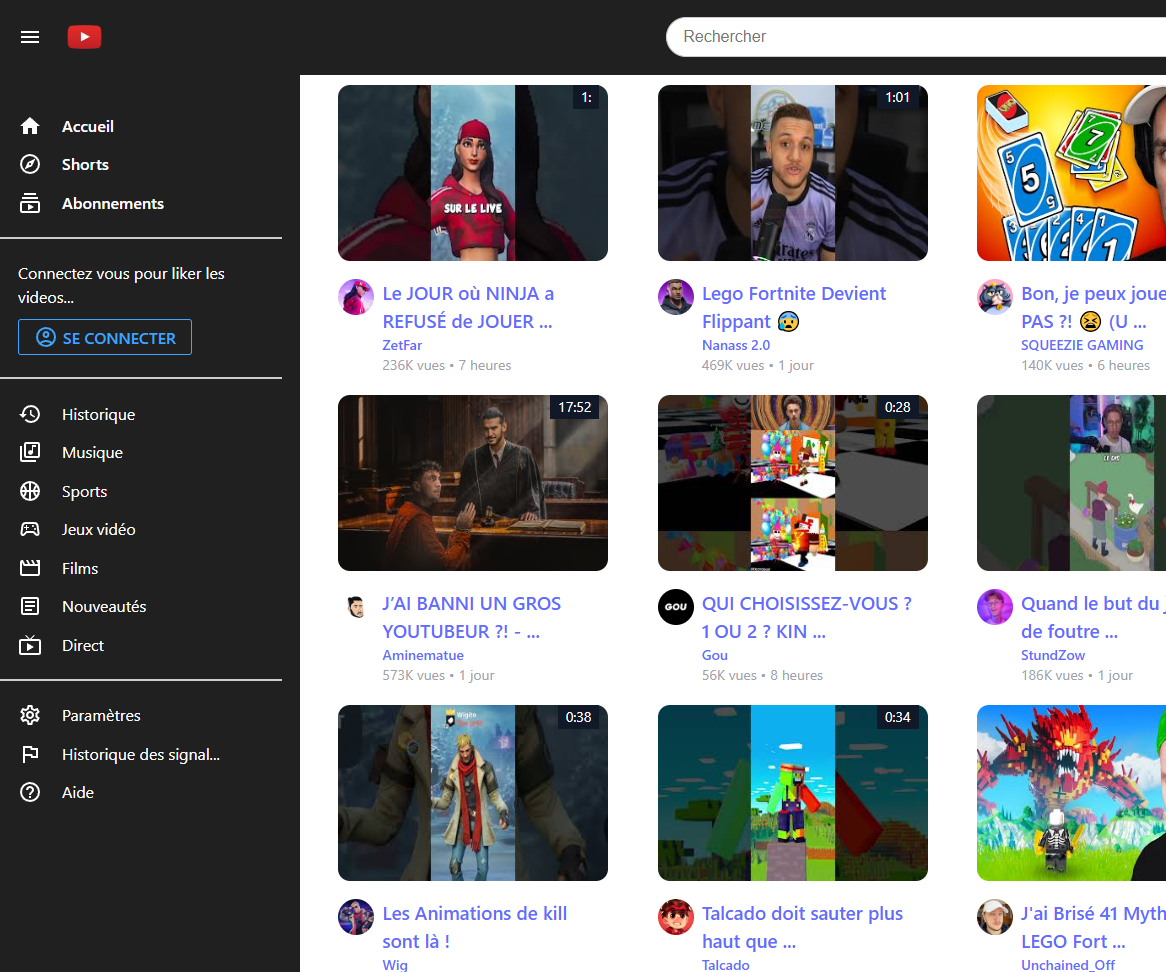 Rechercher
Accueil
Shorts
Abonnements
Connectez vous pour liker les
videos...
SE CONNECTER
Historique
Musique
Sports
Jeux vidéo
Films
Nouveautés
Direct
Paramètres
Historique des signal...
Aide
1:
SUR LE LIVE
1:01
Le JOUR où NINJA a
REFUSÉ de JOUER ...
ZetFar
236K vues • 7 heures
Lego Fortnite Devient
Flippant 😰
Nanass 2.0
469K vues • 1 jour
Bon, je peux joue
PAS ?! 😫 (U ...
SQUEEZIE GAMING
140K vues • 6 heures
17:52
0:28
J'AI BANNI UN GROS
YOUTUBEUR ?! - ...
Aminematue
573K vues • 1 jour
GOU
QUI CHOISISSEZ-VOUS ?
1 OU 2 ? KIN ...
Gou
56K vues • 8 heures
Quand le but du
de foutre ...
StundZow
186K vues • 1 jour
0:38
Wigite
0:34
Les Animations de kill
sont là !
Wig
Talcado doit sauter plus
haut que ...
Talcado
J'ai Brisé 41 Myth
LEGO Fort ...
Unchained_Off